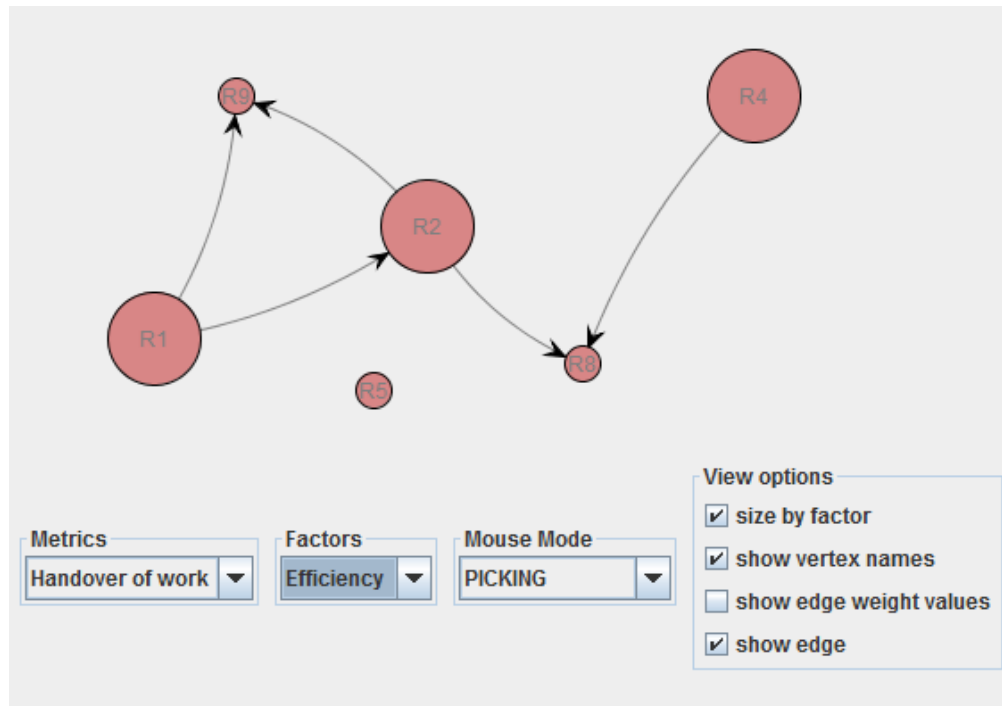 R9
R4
R2
R1
R8
R5
View options
size by factor
Metrics
Factors
Mouse Mode
show vertex names
Handover of work
Efficiency
PICKING
show edge weight values
show edge